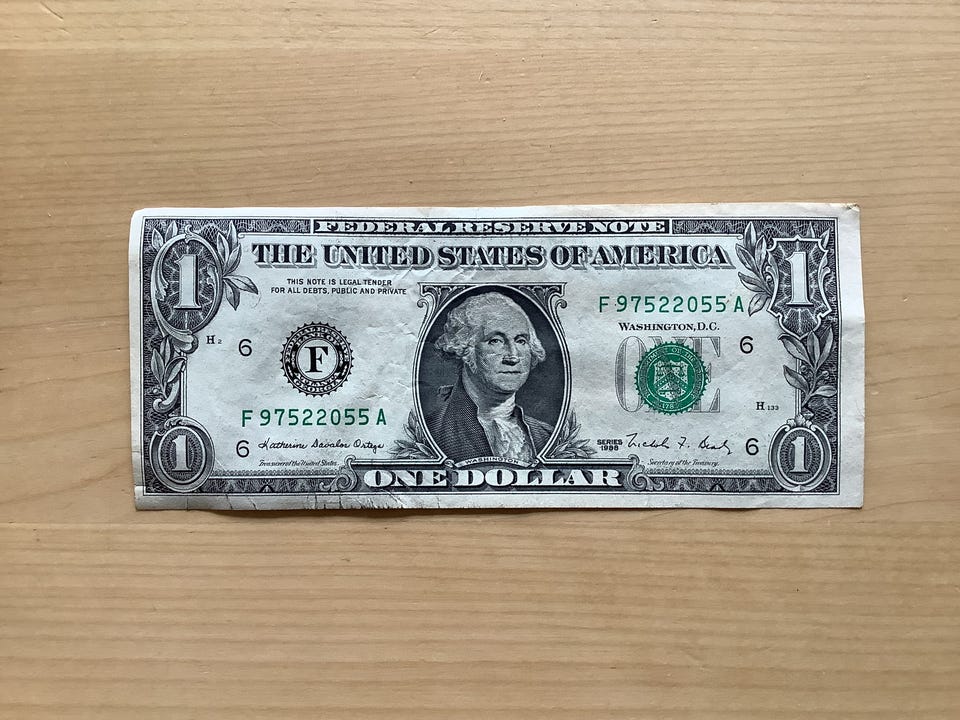 FEDERAL RESERVE NOTE
THE UNITED STATES OF AMERICA
THIS NOTE IS LEGAL TENDER
FOR ALL DEBTS, PUBLIC AND PRIVATE
F 97522055 A
WASHINGTON, D.C.
1
1
H 2
6
F
ONE
6
H 133
F 97522055 A
6
Katherine Davalos Ortega
Treasurer of the United States.
SERIES
1988
Nicholas F. Brady
Secretary of the Treasury.
6
WASHINGTON
1
ONE DOLLAR
1